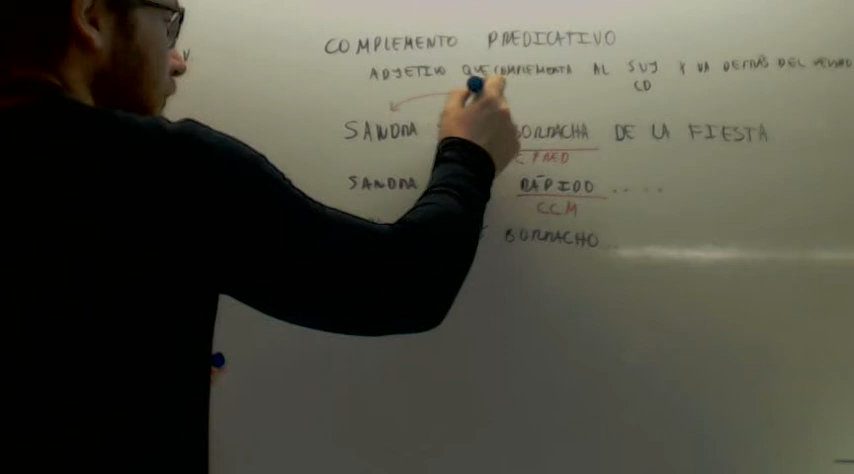 COMPLEMENTO PREDICATIVO
ADJETIVO QUE COMPLEMENTA AL SUJ Y VA DETRÁS DEL VERBO
CD
SANDRA BORRACHA DE LA FIESTA
C PRED
SANDRA RÁPIDO .....
CCM
BORRACHO...